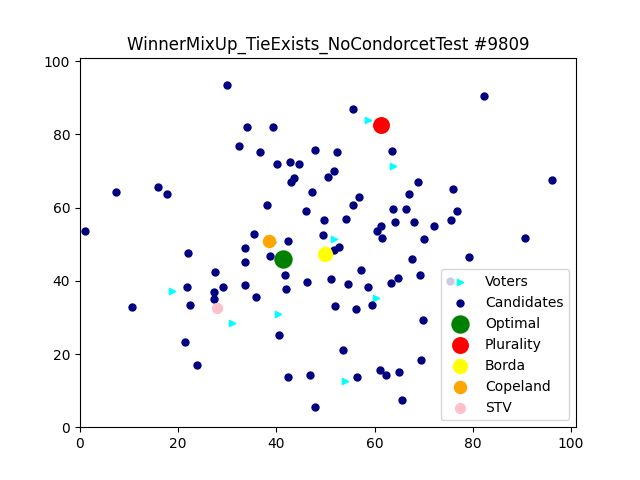 WinnerMixUp_TieExists_NoCondorcetTest #9809
100
80
60
40
20
0
0 20 40 60 80 100
Voters
Candidates
Optimal
Plurality
Borda
Copeland
STV